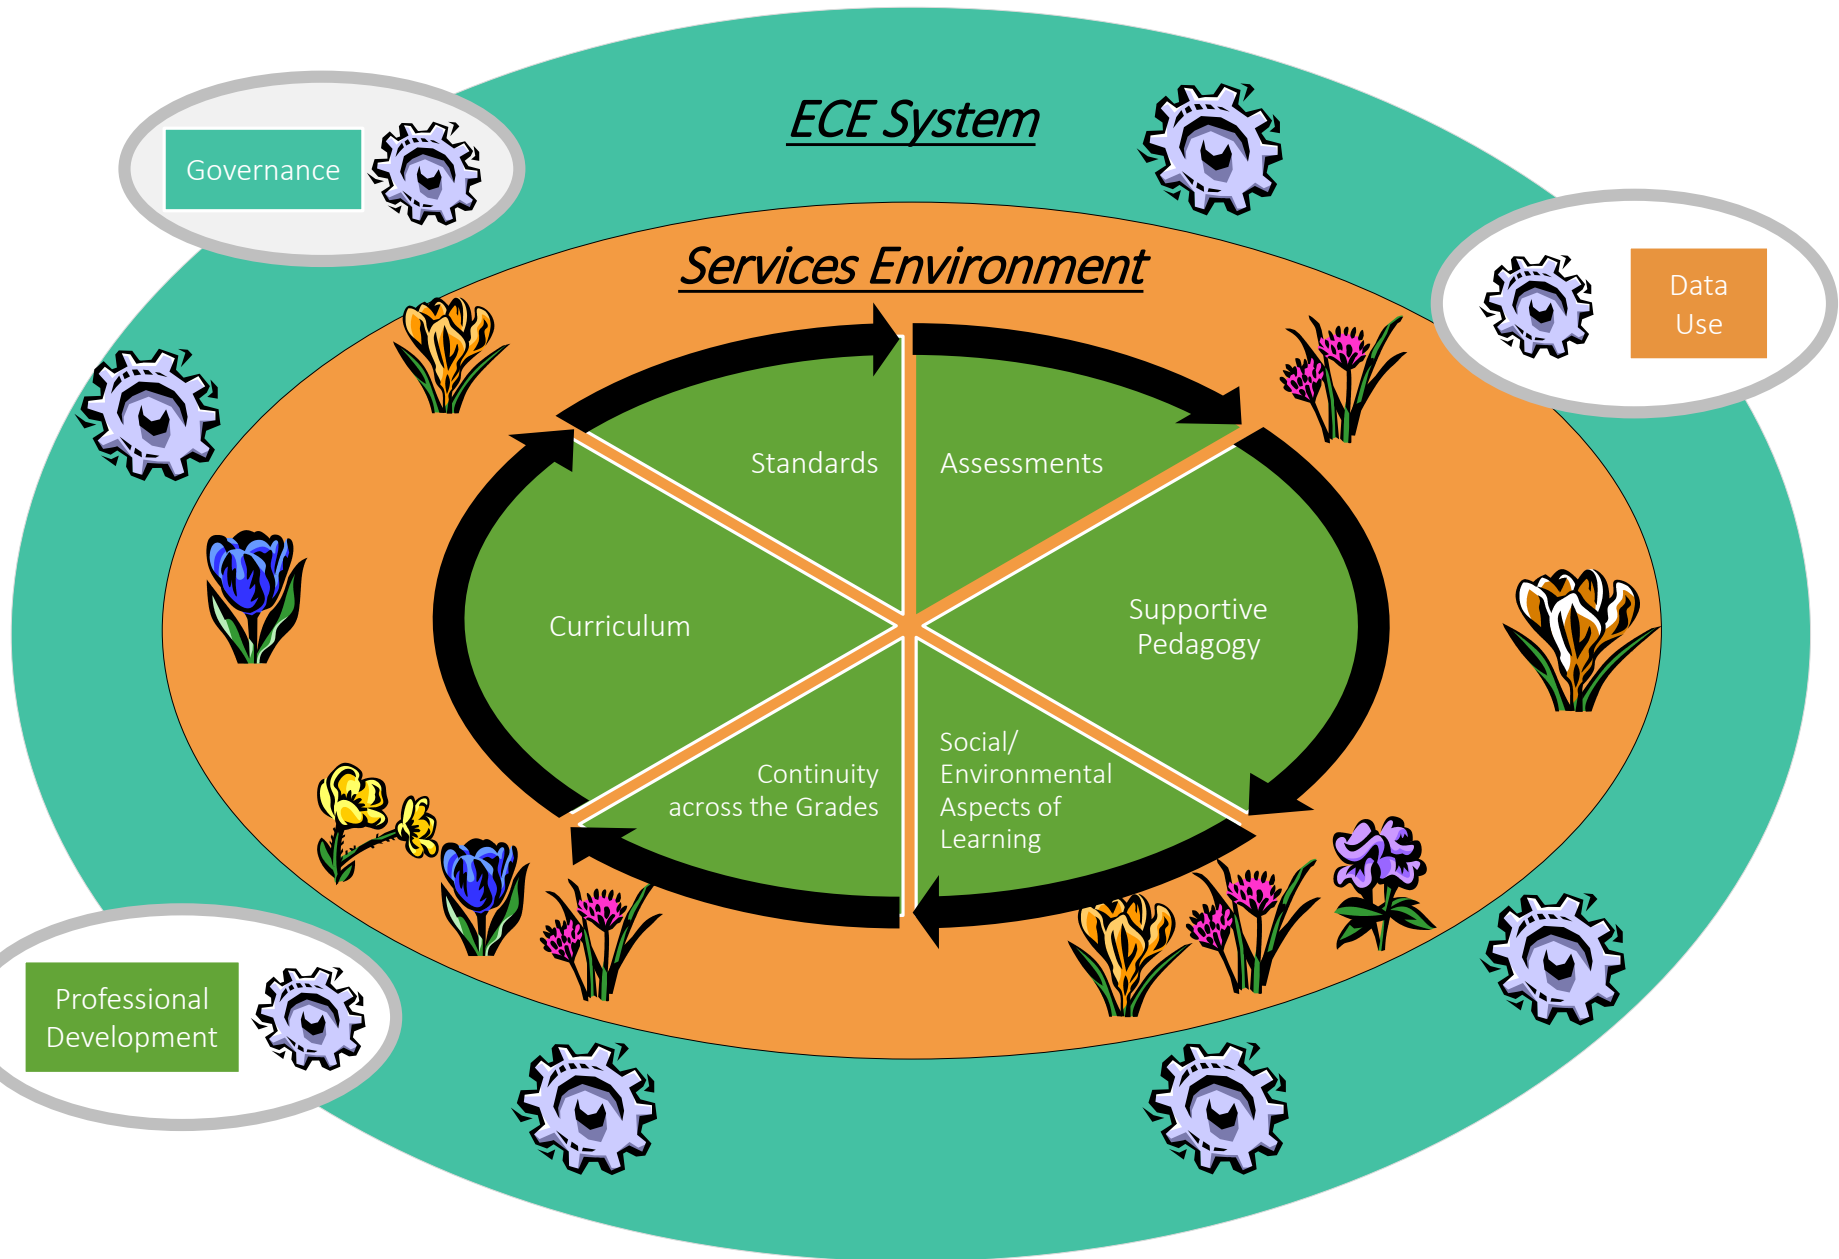 ECE System
Governance
Services Environment
Data
Use
Standards
Assessments
Curriculum
Supportive
Pedagogy
Continuity
across the Grades
Social/
Environmental
Aspects of
Learning
Professional
Development